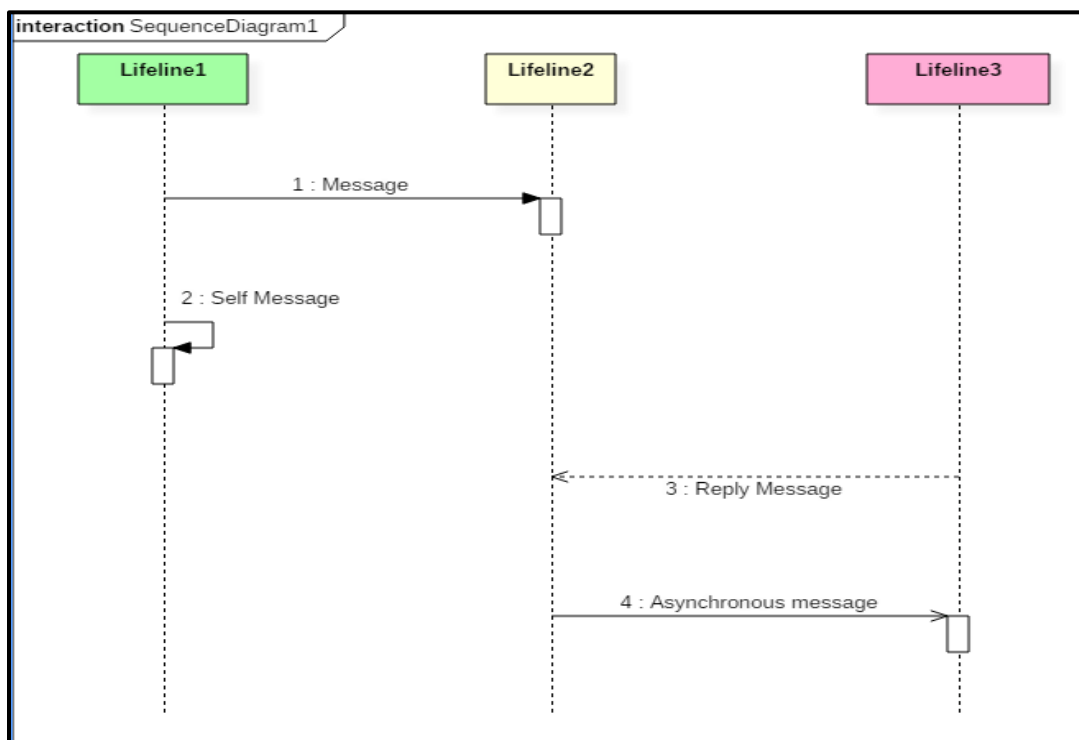 interaction SequenceDiagram1
Lifeline1
Lifeline2
Lifeline3
1 : Message
2 : Self Message
3 : Reply Message
4 : Asynchronous message